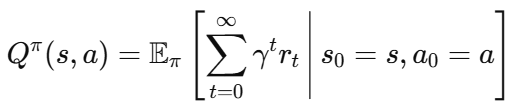 Q^π(s, a) = 𝔼_π [ ∑_{t=0}^{∞} γ^t r_t | s_0 = s, a_0 = a ]